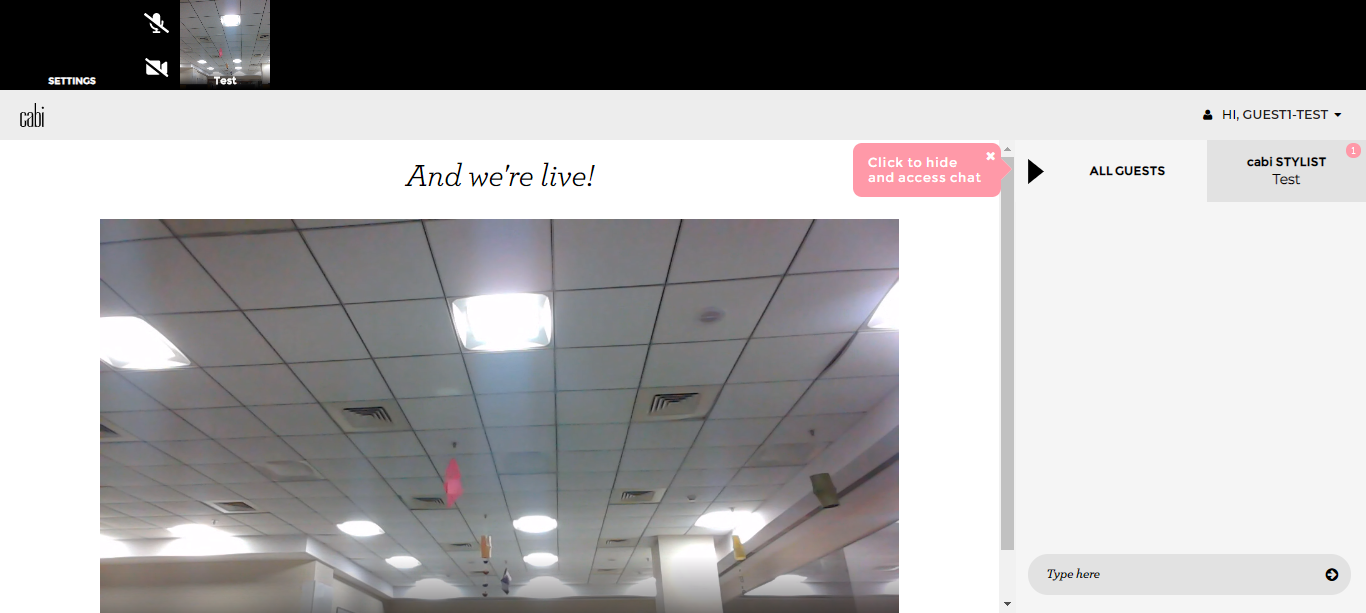 SETTINGS
Test
cabi
HI, GUEST1-TEST
And we're live!
Click to hide
and access chat
ALL GUESTS
cabi STYLIST
Test
1
Type here